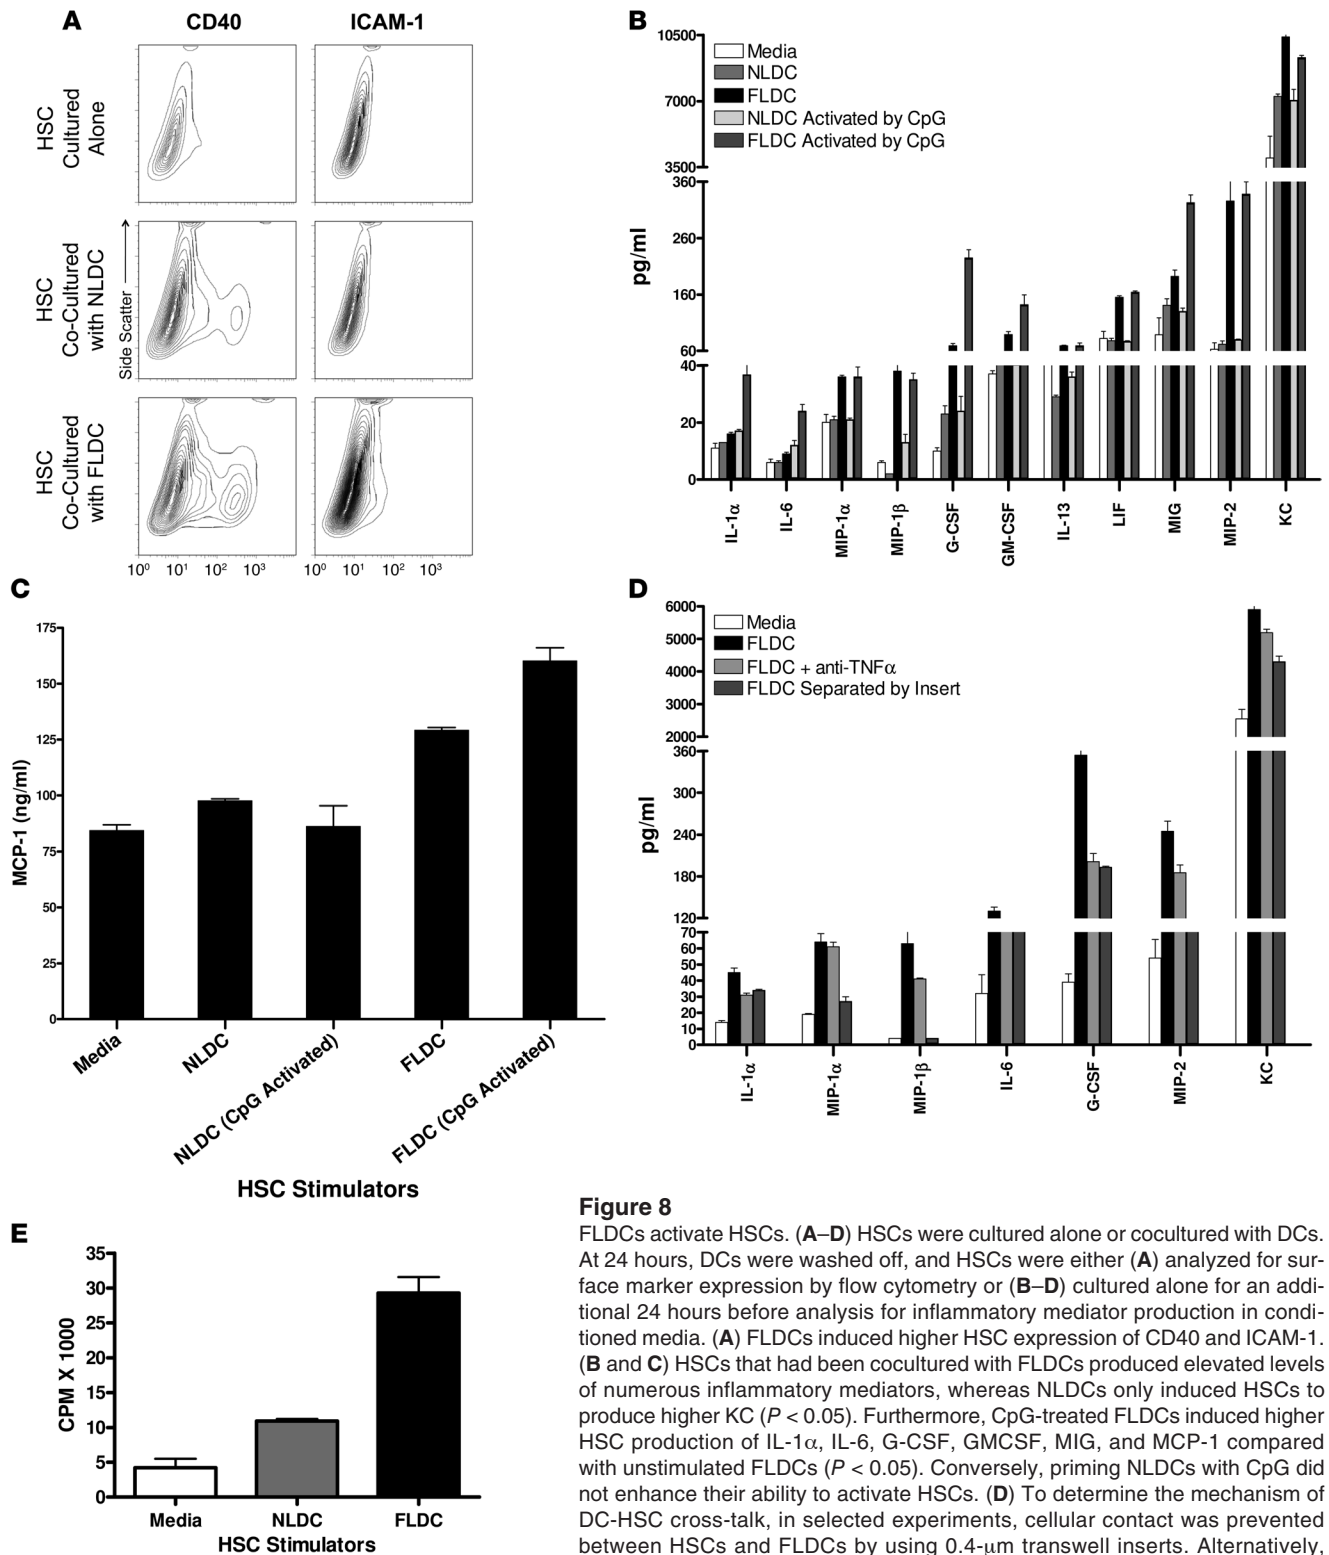 A
CD40
ICAM-1
HSC
Cultured
Alone
HSC
Co-Cultured
with NLDC
Side Scatter
HSC
Co-Cultured
with FLDC
10⁰ 10¹ 10² 10³
10⁰ 10¹ 10² 10³
B
Media
NLDC
FLDC
NLDC Activated by CpG
FLDC Activated by CpG
pg/ml
10500
7000
3500
360
260
160
60
40
20
0
IL-1α
IL-6
MIP-1α
MIP-1β
G-CSF
GM-CSF
IL-13
LIF
MIG
MIP-2
KC
C
MCP-1 (ng/ml)
175
150
125
100
75
50
25
0
Media
NLDC
NLDC (CpG Activated)
FLDC
FLDC (CpG Activated)
HSC Stimulators
D
Media
FLDC
FLDC + anti-TNFα
FLDC Separated by Insert
pg/ml
6000
5000
4000
3000
2000
360
300
240
180
120
70
60
50
40
30
20
10
0
IL-1α
MIP-1α
MIP-1β
IL-6
G-CSF
MIP-2
KC
E
CPM X 1000
35
30
25
20
15
10
5
0
Media
NLDC
FLDC
HSC Stimulators
Figure 8
FLDCs activate HSCs. (A–D) HSCs were cultured alone or cocultured with DCs.
At 24 hours, DCs were washed off, and HSCs were either (A) analyzed for sur-
face marker expression by flow cytometry or (B–D) cultured alone for an addi-
tional 24 hours before analysis for inflammatory mediator production in condi-
tioned media. (A) FLDCs induced higher HSC expression of CD40 and ICAM-1.
(B and C) HSCs that had been cocultured with FLDCs produced elevated levels
of numerous inflammatory mediators, whereas NLDCs only induced HSCs to
produce higher KC (P < 0.05). Furthermore, CpG-treated FLDCs induced higher
HSC production of IL-1α, IL-6, G-CSF, GMCSF, MIG, and MCP-1 compared
with unstimulated FLDCs (P < 0.05). Conversely, priming NLDCs with CpG did
not enhance their ability to activate HSCs. (D) To determine the mechanism of
DC-HSC cross-talk, in selected experiments, cellular contact was prevented
between HSCs and FLDCs by using 0.4-μm transwell inserts. Alternatively,